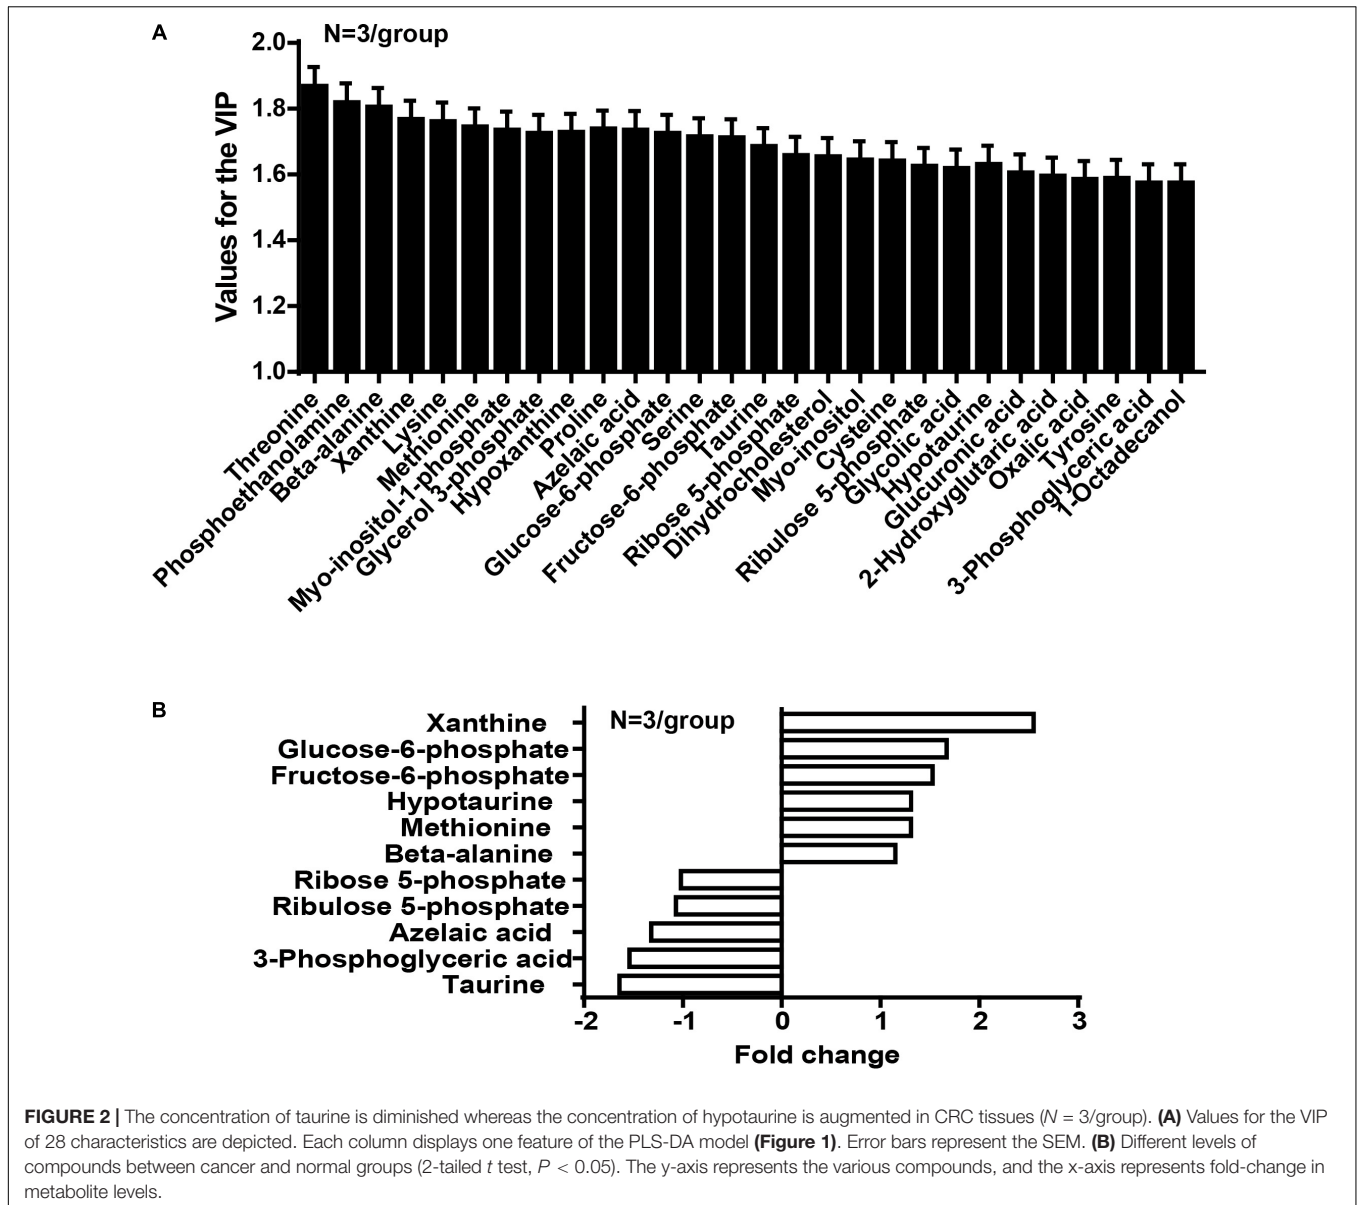 A
N=3/group
Values for the VIP
2.0
1.8
1.6
1.4
1.2
1.0
Threonine
Phosphoethanolamine
Beta-alanine
Xanthine
Lysine
Methionine
Myo-inositol-1-phosphate
Glycerol 3-phosphate
Hypoxanthine
Proline
Azelaic acid
Glucose-6-phosphate
Serine
Fructose-6-phosphate
Taurine
Ribose 5-phosphate
Dihydrocholesterol
Myo-inositol
Cysteine
Ribulose 5-phosphate
Glycolic acid
Hypotaurine
Glucuronic acid
2-Hydroxyglutaric acid
Oxalic acid
Tyrosine
3-Phosphoglyceric acid
1-Octadecanol
B
N=3/group
Xanthine
Glucose-6-phosphate
Fructose-6-phosphate
Hypotaurine
Methionine
Beta-alanine
Ribose 5-phosphate
Ribulose 5-phosphate
Azelaic acid
3-Phosphoglyceric acid
Taurine
-2 -1 0 1 2 3
Fold change
FIGURE 2 | The concentration of taurine is diminished whereas the concentration of hypotaurine is augmented in CRC tissues (N = 3/group). (A) Values for the VIP
of 28 characteristics are depicted. Each column displays one feature of the PLS-DA model (Figure 1). Error bars represent the SEM. (B) Different levels of
compounds between cancer and normal groups (2-tailed t test, P < 0.05). The y-axis represents the various compounds, and the x-axis represents fold-change in
metabolite levels.